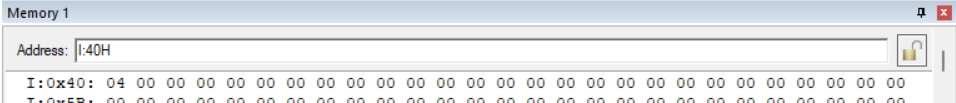 Memory 1
Address: I:40H
I:0x40: 04 00 00 00 00 00 00 00 00 00 00 00 00 00 00 00 00 00 00 00 00 00 00 00 00 00 00
I:0x5B: 00 00 00 00 00 00 00 00 00 00 00 00 00 00 00 00 00 00 00 00 00 00 00 00 00 00 00